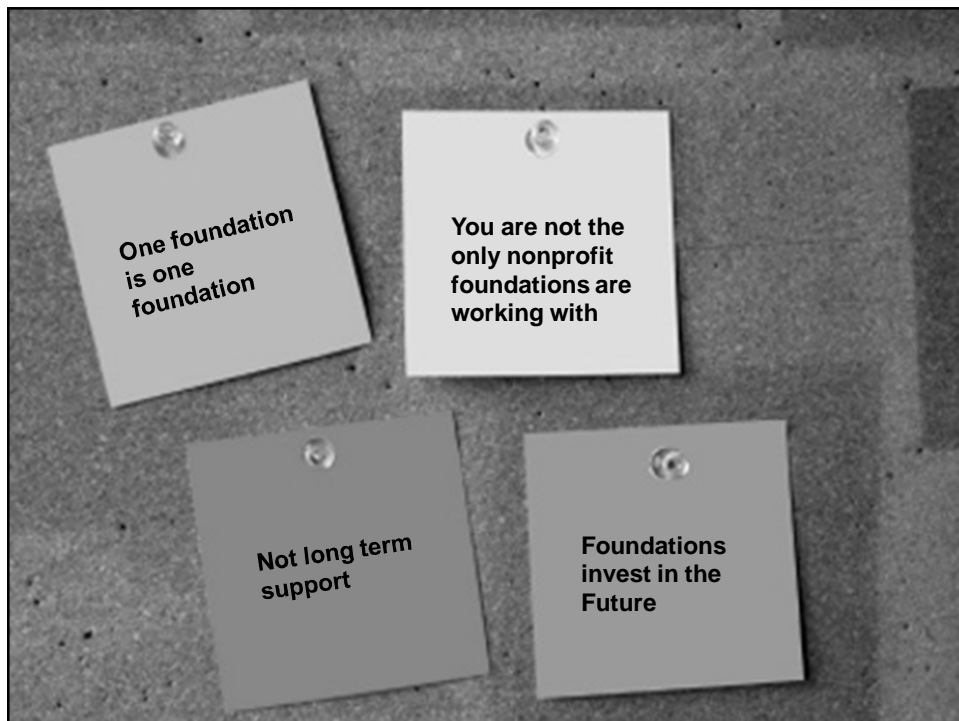 One foundation
is one
foundation
You are not the
only nonprofit
foundations are
working with
Not long term
support
Foundations
invest in the
Future